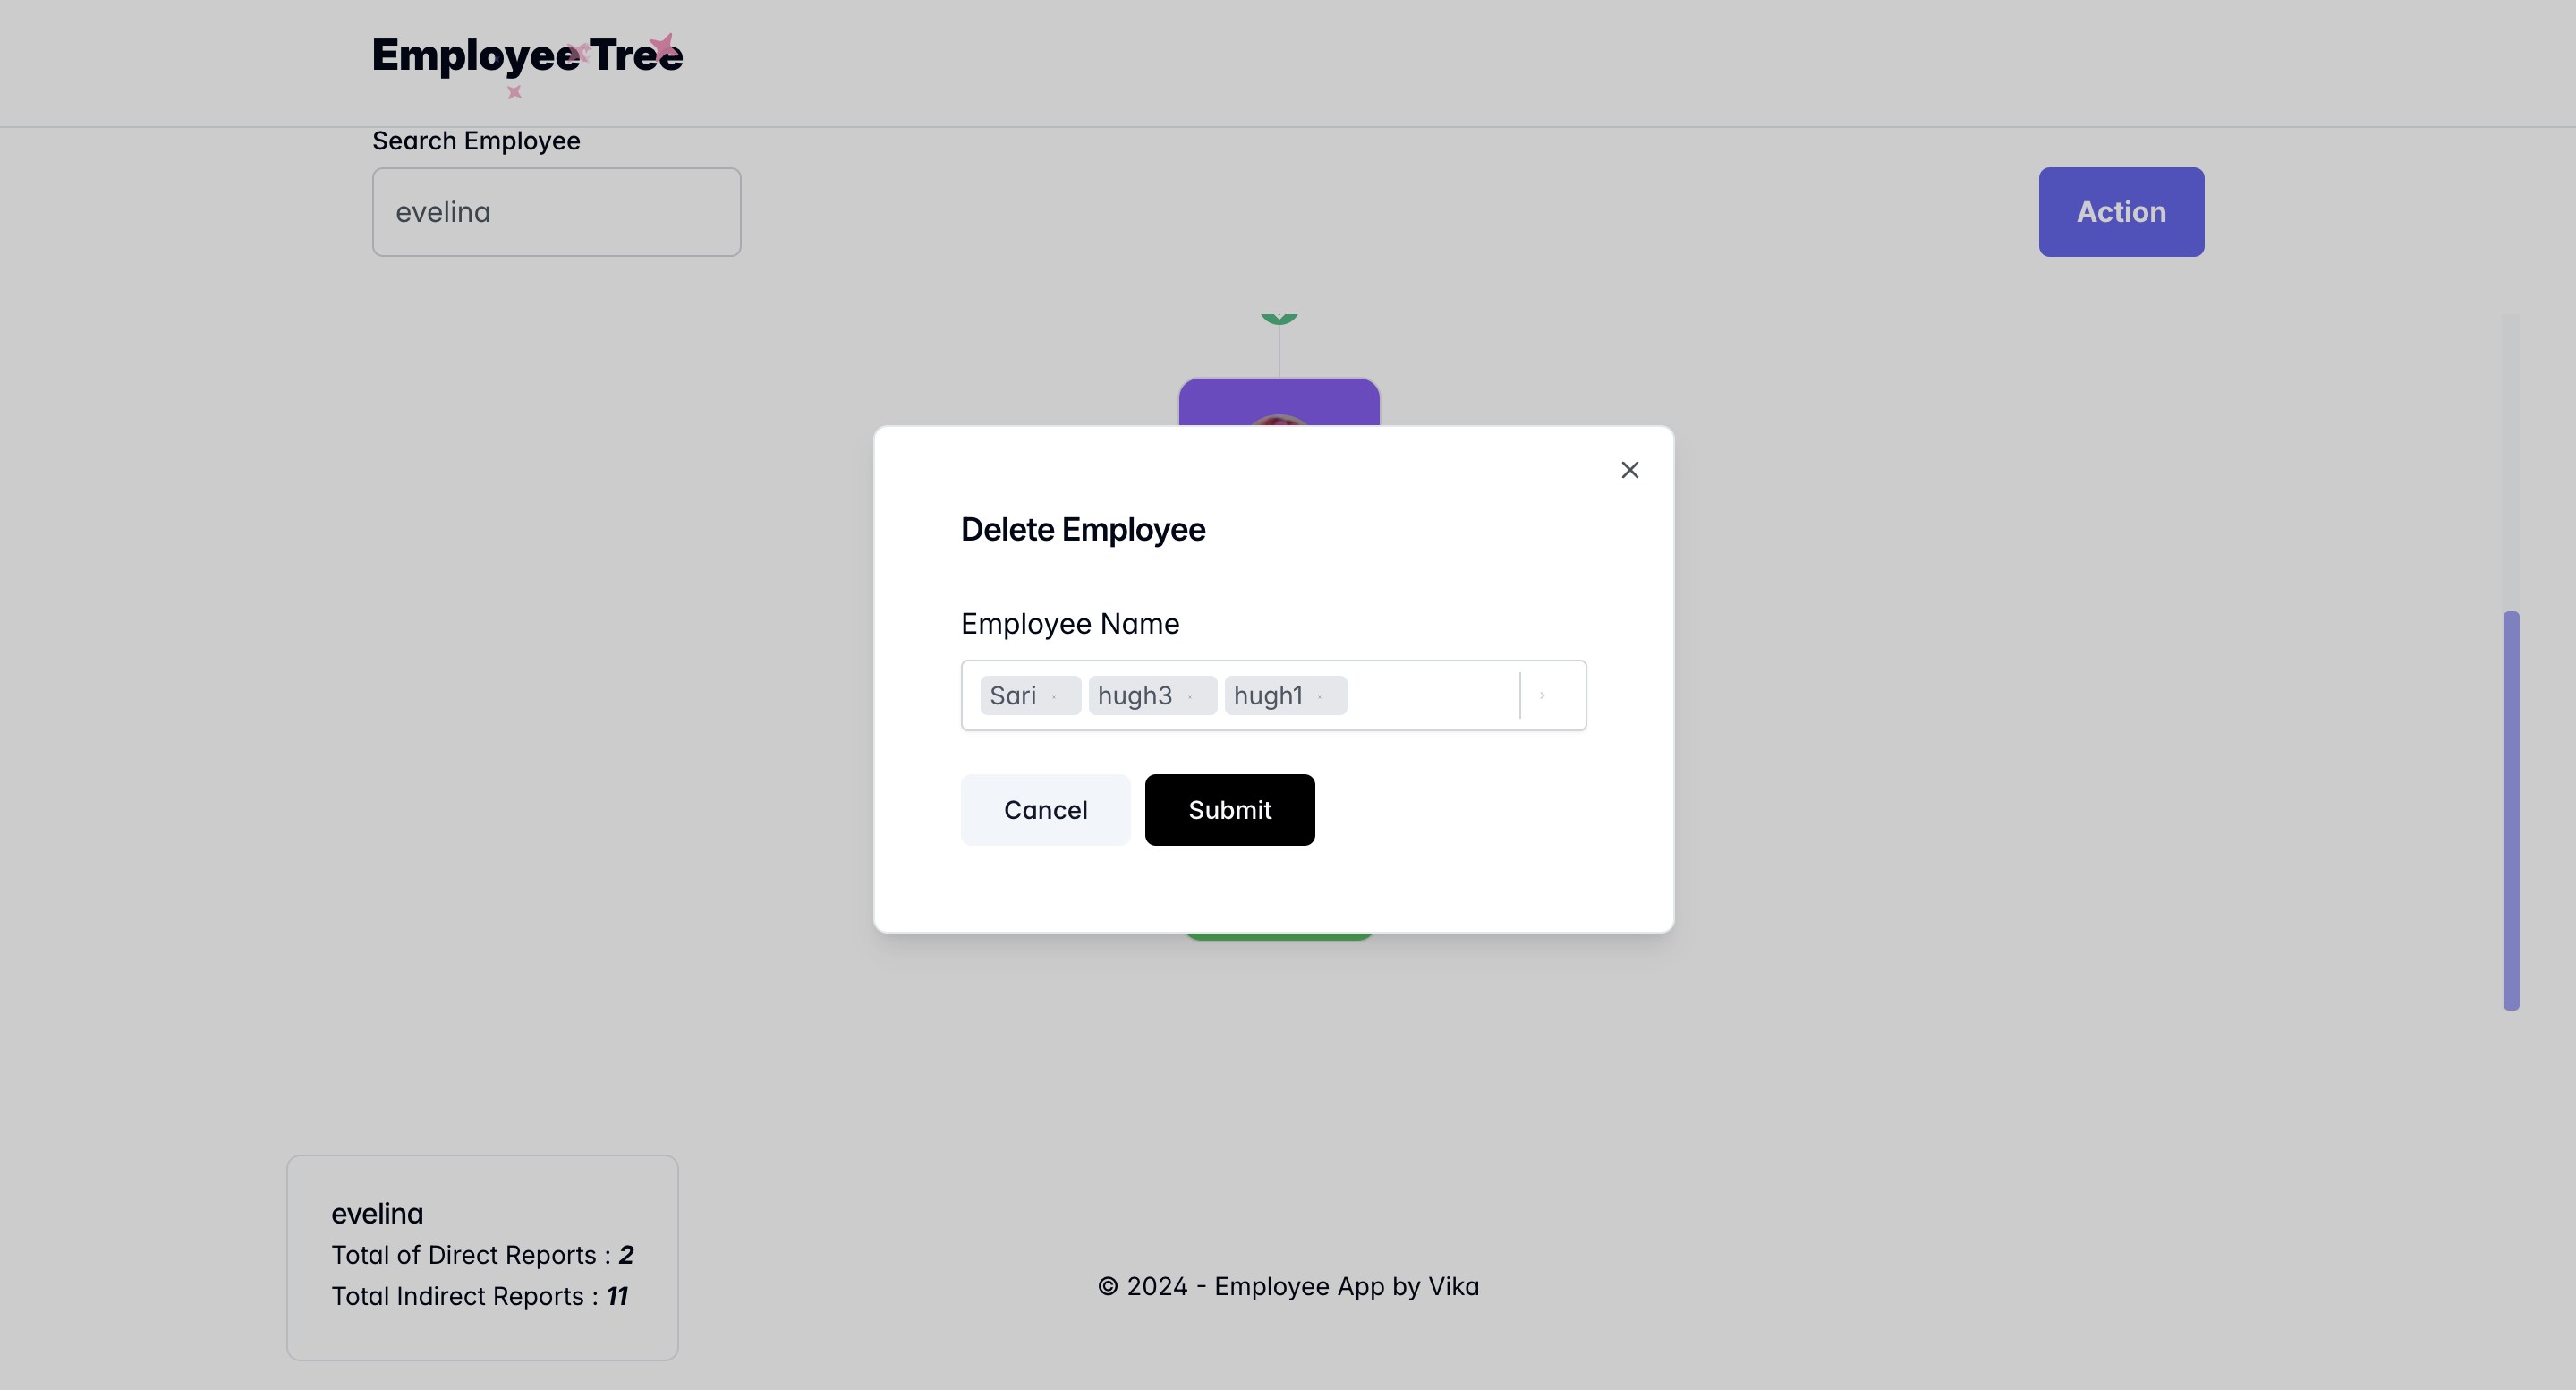 Employee Tree
Search Employee
evelina
Action
Delete Employee
Employee Name
Sari hugh3 hugh1
Cancel Submit
evelina
Total of Direct Reports : 2
Total Indirect Reports : 11
© 2024 - Employee App by Vika